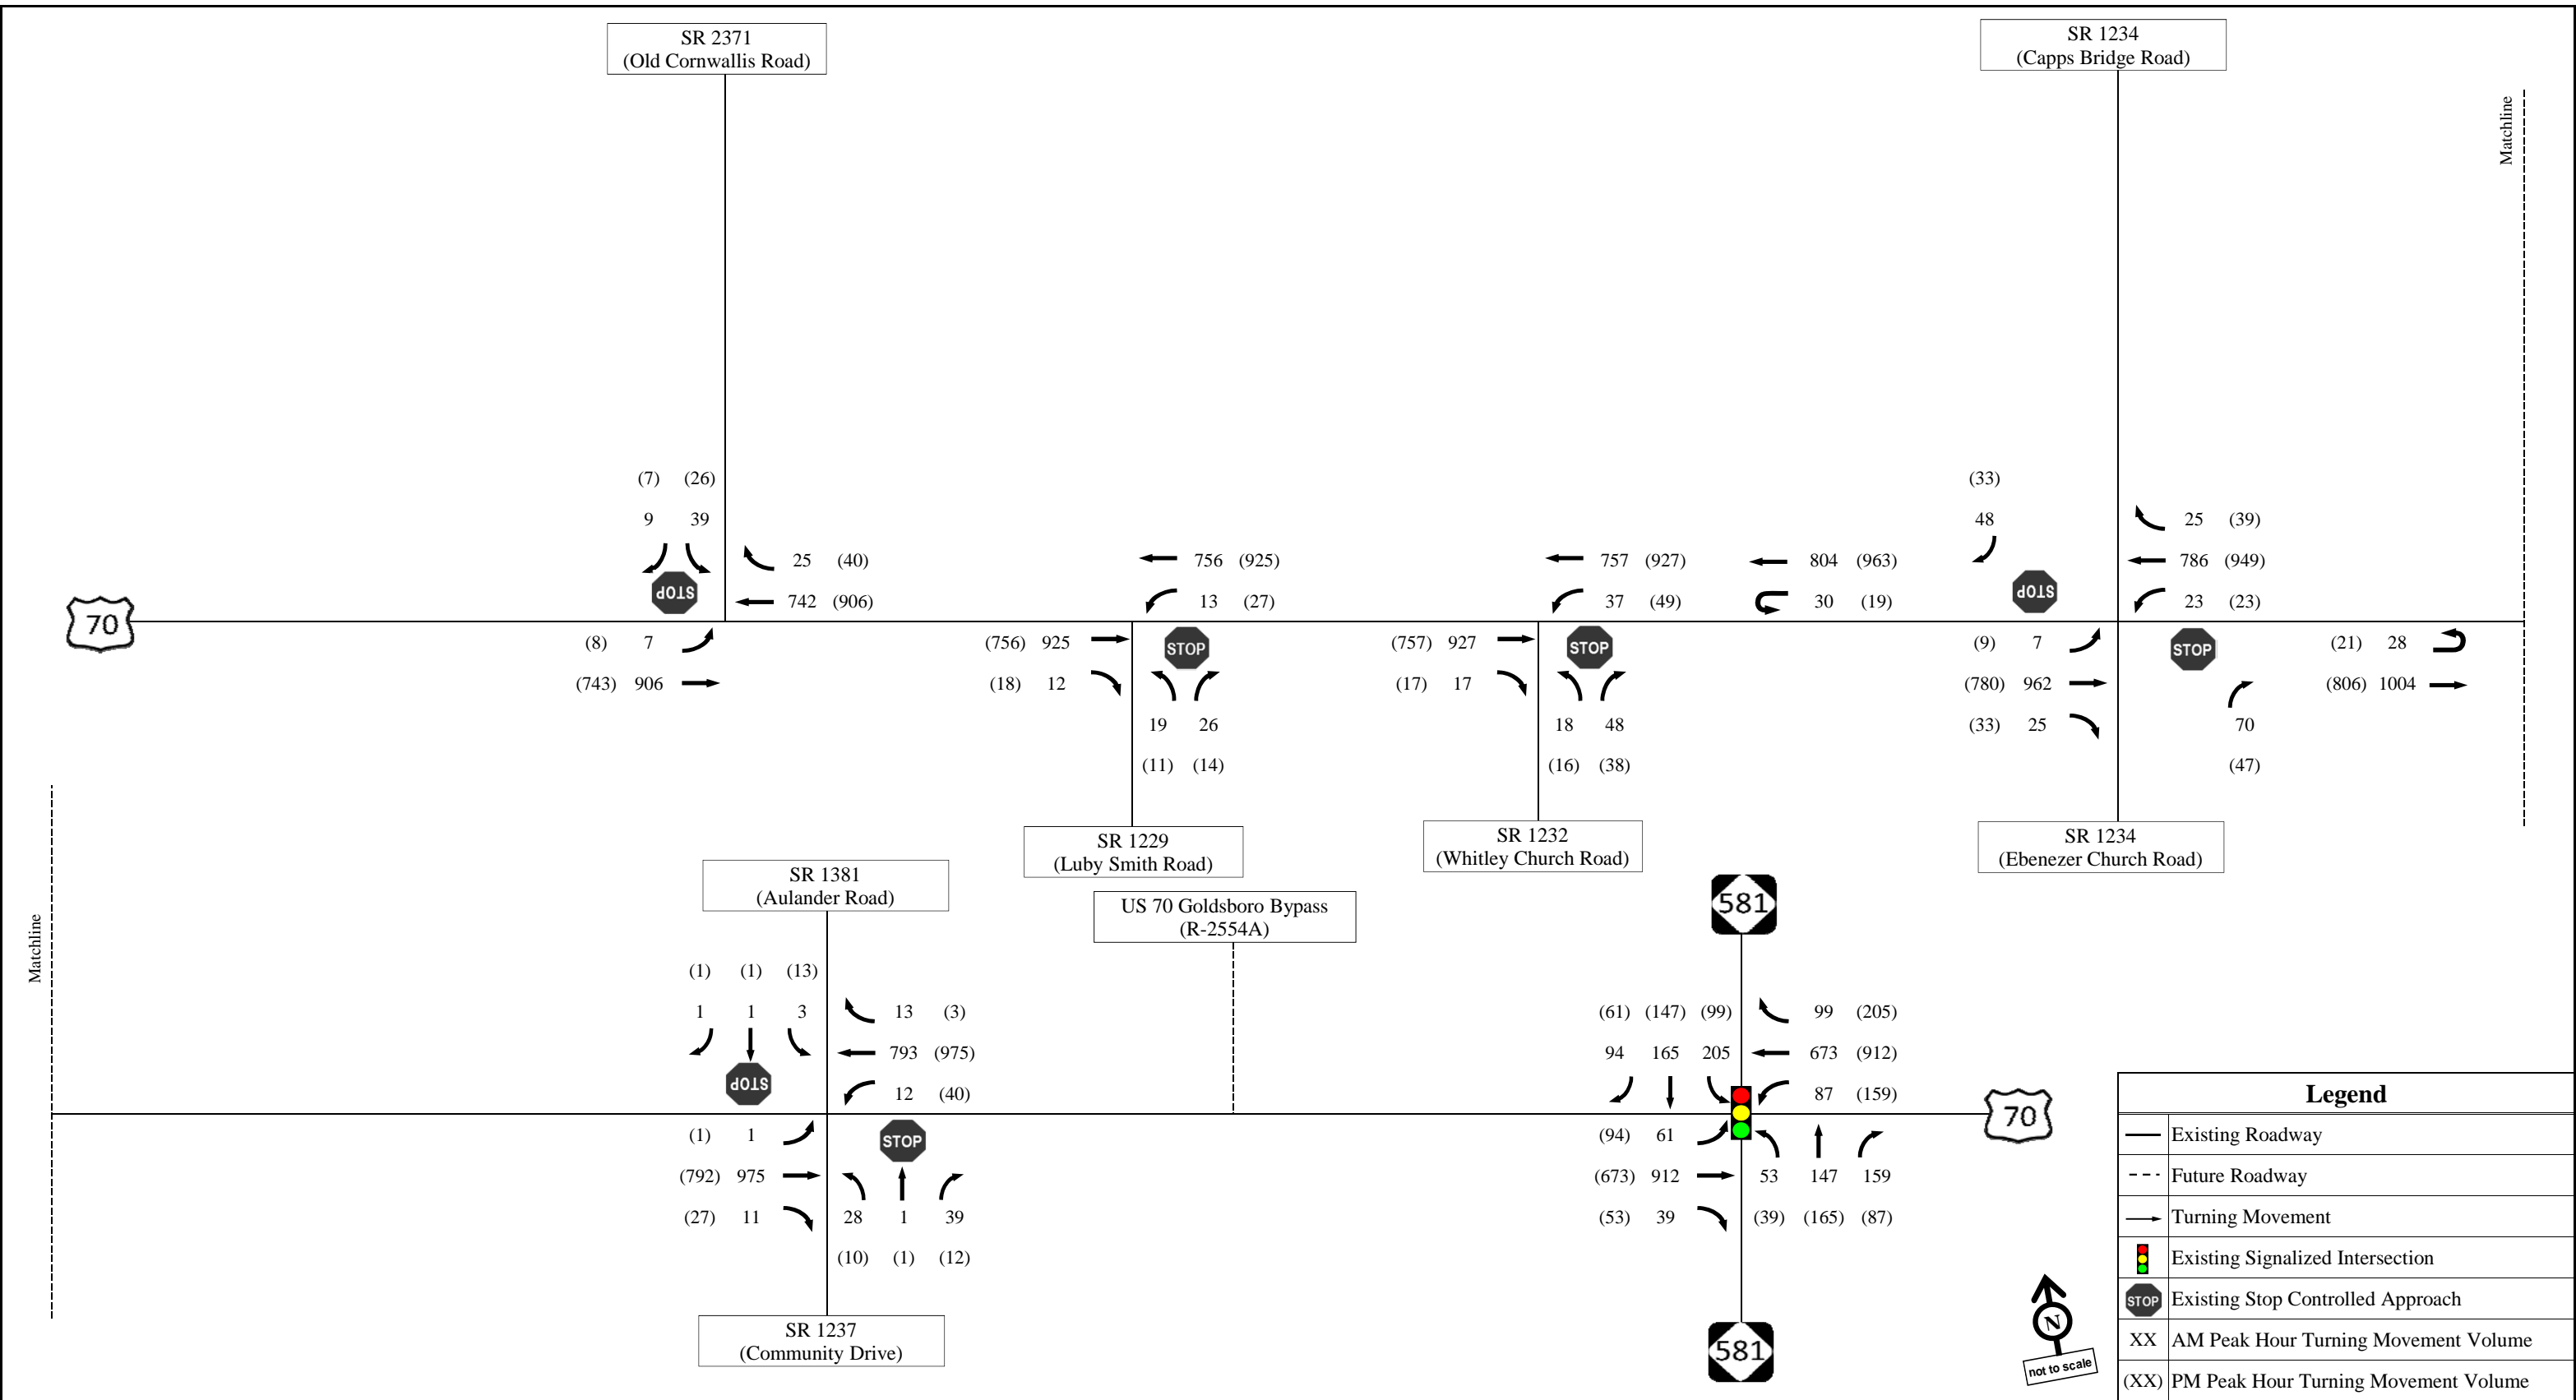 SR 2371
(Old Cornwallis Road)
SR 1234
(Capps Bridge Road)
Matchline
(7) (26)
9 39
STOP
25 (40)
742 (906)
70
(8) 7
(743) 906
756 (925)
13 (27)
(756) 925
(18) 12
STOP
19 26
(11) (14)
SR 1229
(Luby Smith Road)
757 (927)
37 (49)
(757) 927
(17) 17
STOP
18 48
(16) (38)
SR 1232
(Whitley Church Road)
804 (963)
30 (19)
(33)
48
STOP
25 (39)
786 (949)
23 (23)
(9) 7
(780) 962
(33) 25
STOP
70
(47)
(21) 28
(806) 1004
SR 1234
(Ebenezer Church Road)
Matchline
SR 1381
(Aulander Road)
(1) (1) (13)
1 1 3
STOP
13 (3)
793 (975)
12 (40)
(1) 1
(792) 975
(27) 11
STOP
28 1 39
(10) (1) (12)
SR 1237
(Community Drive)
US 70 Goldsboro Bypass
(R-2554A)
581
(61) (147) (99)
94 165 205
99 (205)
673 (912)
87 (159)
70
(94) 61
(673) 912
(53) 39
53 147 159
(39) (165) (87)
581
N
not to scale
Legend
Existing Roadway
Future Roadway
Turning Movement
Existing Signalized Intersection
STOP Existing Stop Controlled Approach
XX AM Peak Hour Turning Movement Volume
(XX) PM Peak Hour Turning Movement Volume